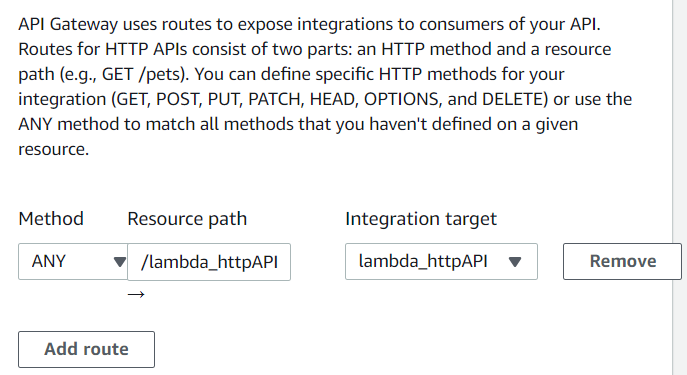 API Gateway uses routes to expose integrations to consumers of your API.
Routes for HTTP APIs consist of two parts: an HTTP method and a resource
path (e.g., GET /pets). You can define specific HTTP methods for your
integration (GET, POST, PUT, PATCH, HEAD, OPTIONS, and DELETE) or use the
ANY method to match all methods that you haven't defined on a given
resource.
Method Resource path Integration target
ANY /lambda_httpAPI lambda_httpAPI Remove
→
Add route